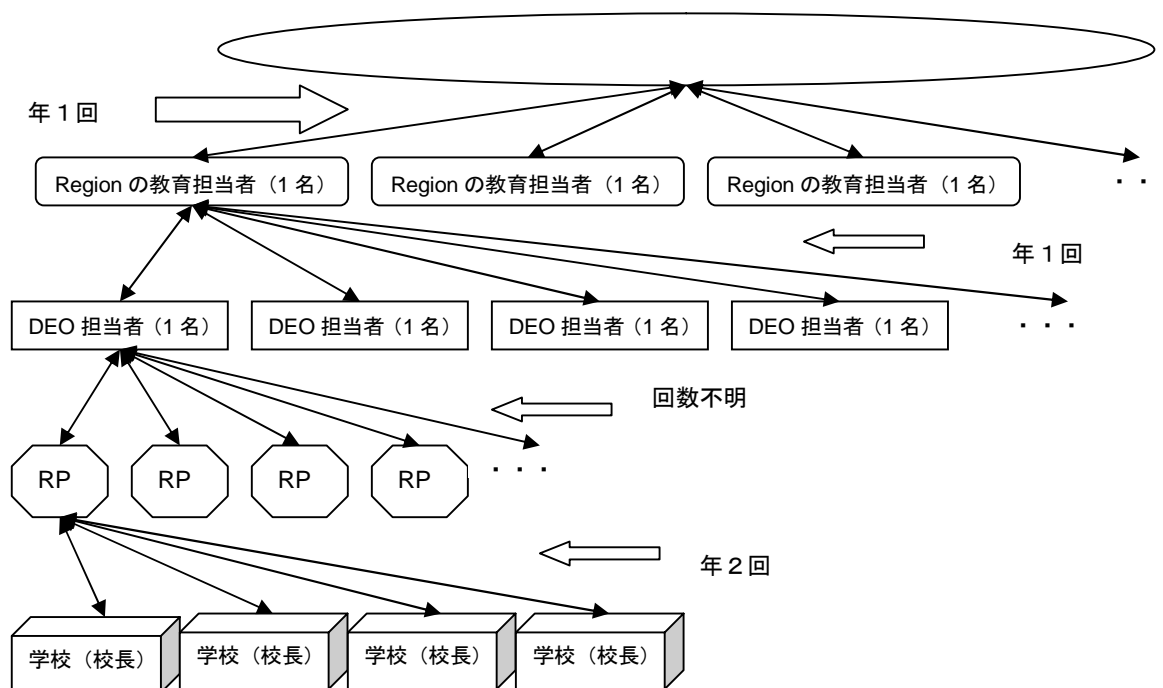 年１回
Region の教育担当者（1 名）
Region の教育担当者（1 名）
Region の教育担当者（1 名）
・・
年１回
DEO 担当者（1 名）
DEO 担当者（1 名）
DEO 担当者（1 名）
DEO 担当者（1 名）
・・・
回数不明
RP
RP
RP
RP
・・・
年２回
学校（校長）
学校（校長）
学校（校長）
学校（校長）